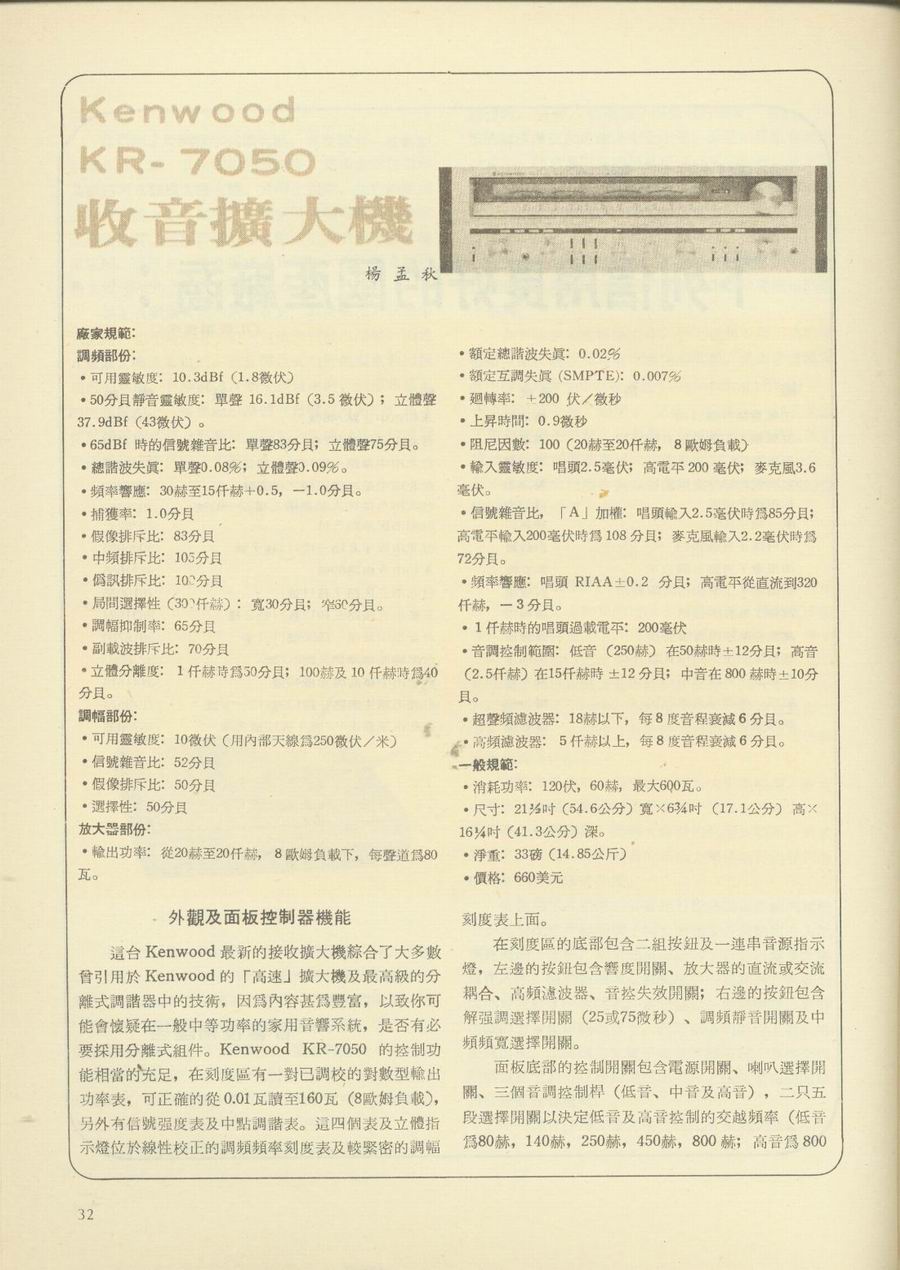 Kenwood
KR-7050
收音擴大機
楊孟秋
廠家規範:
調頻部份:
• 可用靈敏度: 10.3dBf (1.8微伏)
• 50分貝靜音靈敏度: 單聲 16.1dBf (3.5 微伏) ; 立體聲
37.9dBf (43微伏) 。
• 65dBf 時的信號雜音比: 單聲83分貝; 立體聲75分貝。
• 總諧波失眞: 單聲0.08%; 立體聲0.09%。
• 頻率響應: 30赫至15仟赫+0.5, −1.0分貝。
• 捕獲率: 1.0分貝
• 假像排斥比: 83分貝
• 中頻排斥比: 105分貝
• 僞訊排斥比: 分貝
• 局間選擇性 (仟赫) : 寬30分貝; 窄分貝。
• 調幅抑制率: 65分貝
• 副載波排斥比: 70分貝
• 立體分離度: 1 仟赫時爲50分貝; 100赫及 10 仟赫時爲40
分貝。
調幅部份:
• 可用靈敏度: 10微伏 (用內部天線爲250微伏/米)
• 信號雜音比: 52分貝
• 假像排斥比: 50分貝
• 選擇性: 50分貝
放大器部份:
• 輸出功率: 從20赫至20仟赫, 8 歐姆負載下, 每聲道爲80
瓦。
• 額定總諧波失眞: 0.02%
• 額定互調失眞 (SMPTE): 0.007%
• 廻轉率: +200 伏/微秒
• 上昇時間: 0.9微秒
• 阻尼因數: 100 (20赫至20仟赫, 8 歐姆負載)
• 輸入靈敏度: 唱頭2.5毫伏; 高電平 200 毫伏; 麥克風3.6
毫伏。
• 信號雜音比, 「A」加權: 唱頭輸入2.5毫伏時爲85分貝;
高電平輸入200毫伏時爲 108 分貝; 麥克風輸入2.2毫伏時爲
72分貝。
• 頻率響應: 唱頭 RIAA±0.2 分貝; 高電平從直流到320
仟赫, − 3 分貝。
• 1 仟赫時的唱頭過載電平: 200毫伏
• 音調控制範圍: 低音 (250赫) 在50赫時±12分貝; 高音
(2.5仟赫) 在15仟赫時 ±12 分貝; 中音在 800 赫時±10分
貝。
• 超聲頻濾波器: 18赫以下, 每 8 度音程衰減 6 分貝。
• 高頻濾波器: 5 仟赫以上, 每 8 度音程衰減 6 分貝。
一般規範:
• 消耗功率: 120伏, 60赫, 最大600瓦。
• 尺寸: 21½吋 (54.6公分) 寬×6¾吋 (17.1公分) 高×
16¼吋 (41.3公分) 深。
• 淨重: 33磅 (14.85公斤)
• 價格: 660美元
外觀及面板控制器機能
這台 Kenwood 最新的接收擴大機綜合了大多數
曾引用於 Kenwood 的「高速」擴大機及最高級的分
離式調諧器中的技術,因爲內容甚爲豐富,以致你可
能會懷疑在一般中等功率的家用音響系統,是否有必
要採用分離式組件。Kenwood KR-7050 的控制功
能相當的充足,在刻度區有一對已調校的對數型輸出
功率表,可正確的從 0.01 瓦讀至160瓦 (8歐姆負載),
另外有信號强度表及中點調諧表。這四個表及立體指
示燈位於線性校正的調頻頻率刻度表及較緊密的調幅
刻度表上面。
在刻度區的底部包含二組按鈕及一連串音源指示
燈,左邊的按鈕包含響度開關、放大器的直流或交流
耦合、高頻濾波器、音控失效開關;右邊的按鈕包含
解强調選擇開關 (25或75微秒) 、調頻靜音開關及中
頻頻寬選擇開關。
面板底部的控制開關包含電源開關、喇叭選擇開
關、三個音調控制桿 (低音、中音及高音) ,二只五
段選擇開關以決定低音及高音控制的交越頻率 (低音
爲80赫, 140赫, 250赫, 450赫, 800 赫; 高音爲 800
32